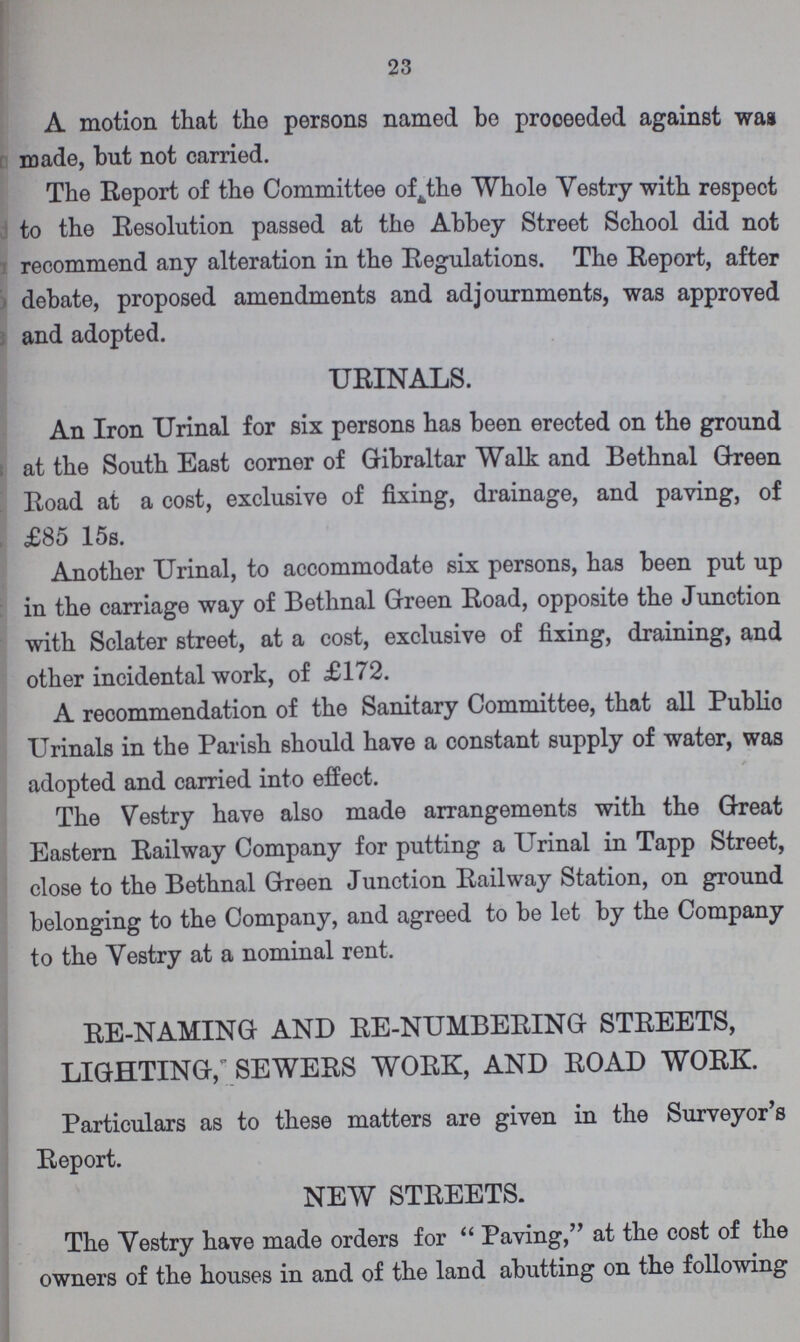 23
A motion that the persons named be proceeded against was
made, but not carried.
The Report of the Committee of the Whole Vestry with respect
to the Resolution passed at the Abbey Street School did not
recommend any alteration in the Regulations. The Report, after
debate, proposed amendments and adjournments, was approved
and adopted.
URINALS.
An Iron Urinal for six persons has been erected on the ground
at the South East corner of Gibraltar Walk and Bethnal Green
Road at a cost, exclusive of fixing, drainage, and paving, of
£85 15s.
Another Urinal, to accommodate six persons, has been put up
in the carriage way of Bethnal Green Road, opposite the Junction
with Sclater street, at a cost, exclusive of fixing, draining, and
other incidental work, of £172.
A recommendation of the Sanitary Committee, that all Public
Urinals in the Parish should have a constant supply of water, was
adopted and carried into effect.
The Vestry have also made arrangements with the Great
Eastern Railway Company for putting a Urinal in Tapp Street,
close to the Bethnal Green Junction Railway Station, on ground
belonging to the Company, and agreed to be let by the Company
to the Vestry at a nominal rent.
RE-NAMING AND RE-NUMBERING STREETS,
LIGHTING, SEWERS WORK, AND ROAD WORK.
Particulars as to these matters are given in the Surveyor's
Report.
NEW STREETS.
The Vestry have made orders for “ Paving,” at the cost of the
owners of the houses in and of the land abutting on the following